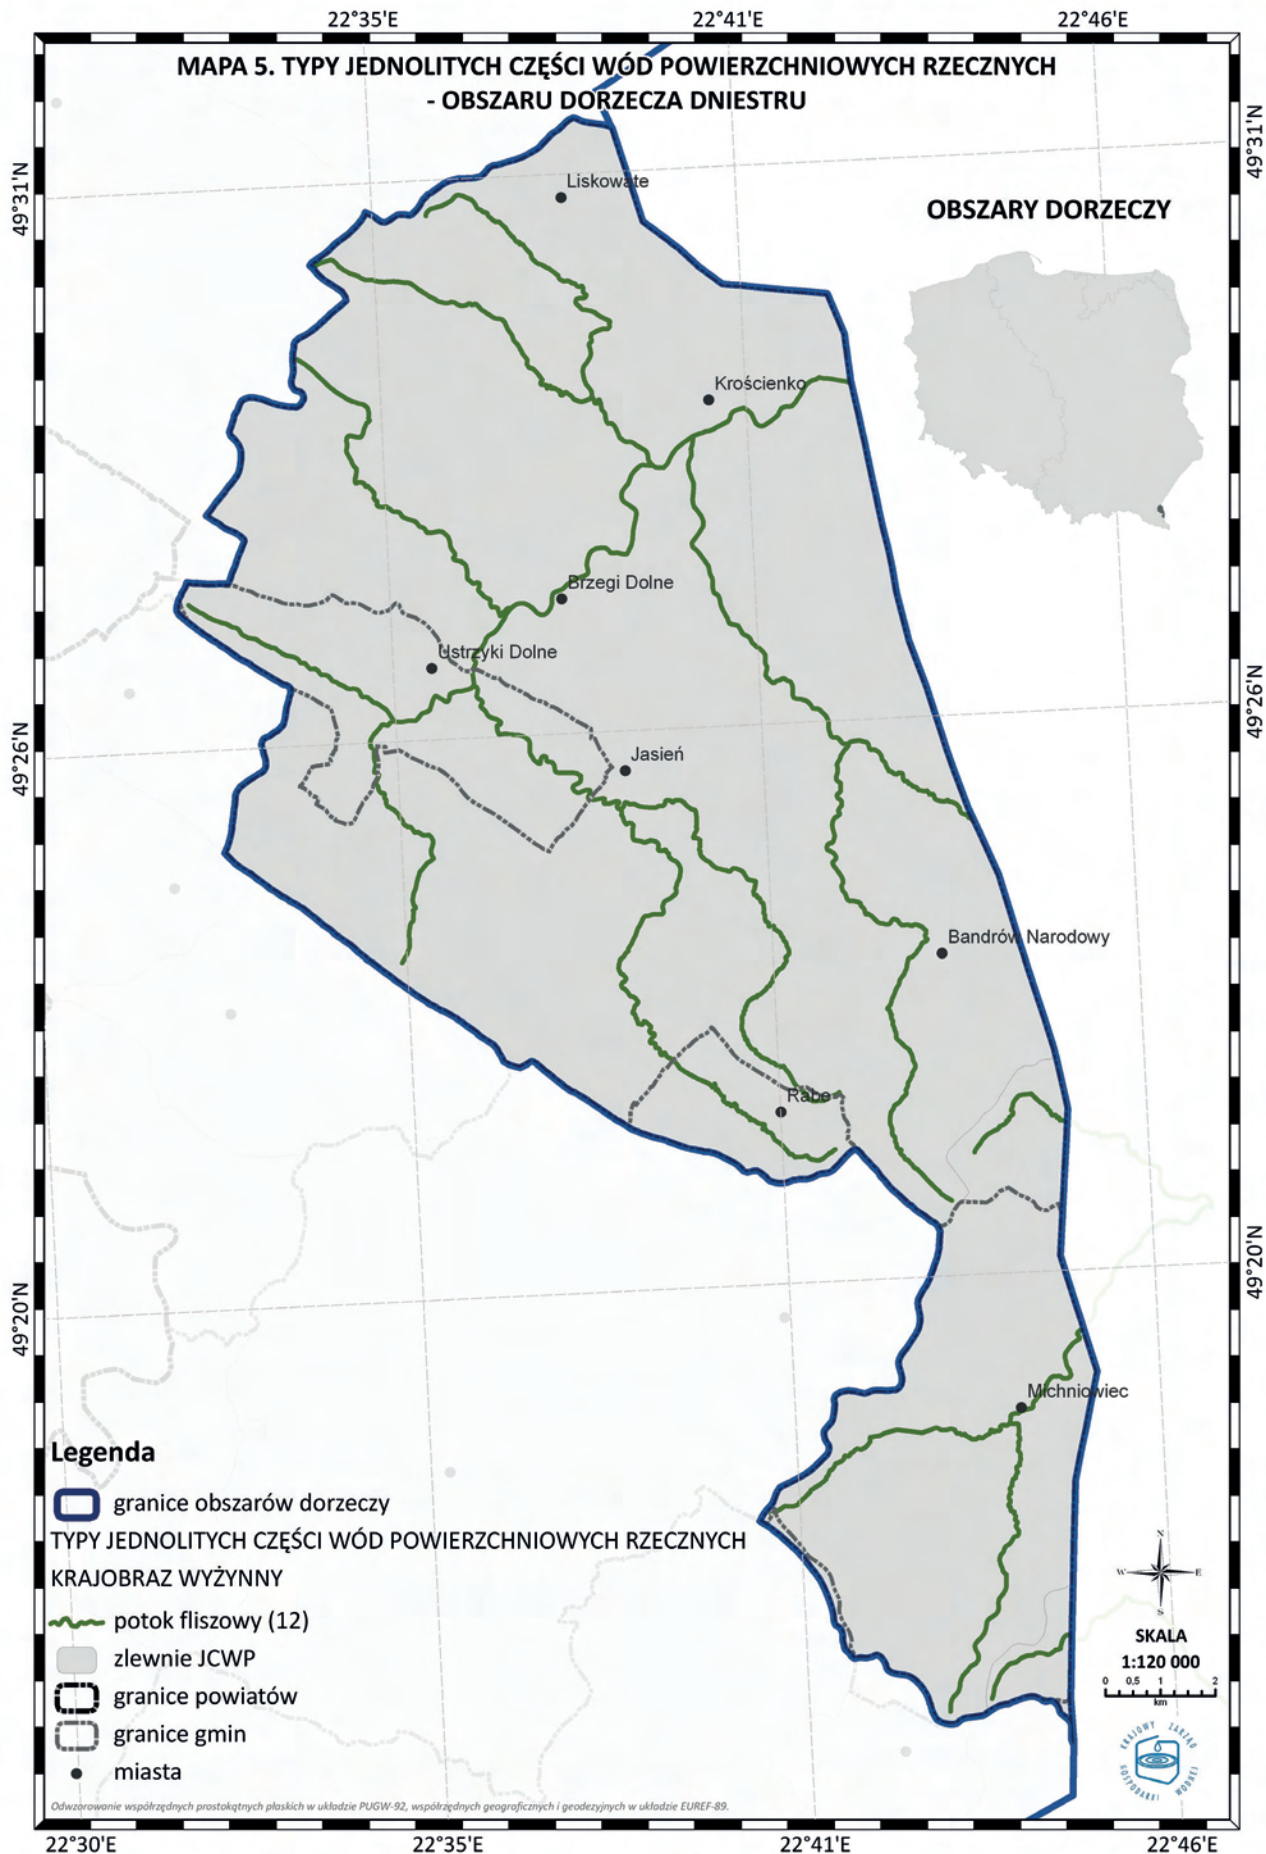 22°35'E
22°41'E
22°46'E
MAPA 5. TYPY JEDNOLITYCH CZĘŚCI WÓD POWIERZCHNIOWYCH RZECZNYCH
- OBSZARU DORZECZA DNIESTRU
49°31'N
49°31'N
Liskowate
OBSZARY DORZECZY
Krościenko
Brzegi Dolne
Ustrzyki Dolne
49°26'N
49°26'N
Jasień
Bandrów Narodowy
Rabe
49°20'N
49°20'N
Michniowiec
Legenda
granice obszarów dorzeczy
TYPY JEDNOLITYCH CZĘŚCI WÓD POWIERZCHNIOWYCH RZECZNYCH
KRAJOBRAZ WYŻYNNY
potok fliszowy (12)
zlewnie JCWP
granice powiatów
granice gmin
miasta
N
W
E
S
SKALA
1:120 000
0 0,5 1 2
km
KRAJOWY ZARZĄD
GOSPODARKI WODNEJ
Odwzorowanie współrzędnych prostokątnych płaskich w układzie PUGW-92, współrzędnych geograficznych i geodezyjnych w układzie EUREF-89.
22°30'E
22°35'E
22°41'E
22°46'E